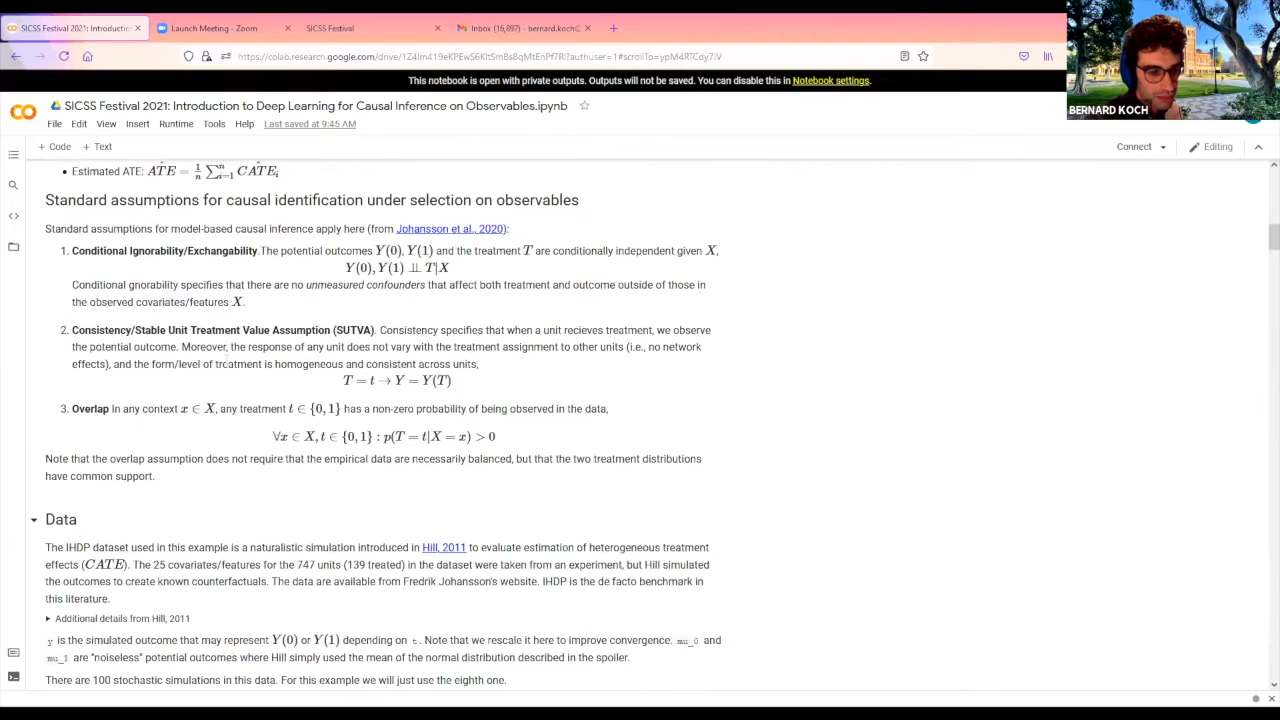 SICSS Festival 2021: Introduction
Launch Meeting - Zoom
SICSS Festival
Inbox (16,897) - bernard.koch@
This notebook is open with private outputs. Outputs will not be saved. You can disable this in Notebook settings.
BERNARD KOCH
SICSS Festival 2021: Introduction to Deep Learning for Causal Inference on Observables.ipynb
File Edit View Insert Runtime Tools Help Last saved at 9:45 AM
+ Code + Text Connect Editing
• Estimated ATE: \hat{ATE} = \frac{1}{n} \sum_{i=1}^{n} \hat{CATE}_i
Standard assumptions for causal identification under selection on observables
Standard assumptions for model-based causal inference apply here (from Johansson et al., 2020):
1. Conditional Ignorability/Exchangability.The potential outcomes Y(0), Y(1) and the treatment T are conditionally independent given X,
Y(0), Y(1) ⊥⊥ T|X
Conditional gnorability specifies that there are no unmeasured confounders that affect both treatment and outcome outside of those in
the observed covariates/features X.
2. Consistency/Stable Unit Treatment Value Assumption (SUTVA). Consistency specifies that when a unit recieves treatment, we observe
the potential outcome. Moreover, the response of any unit does not vary with the treatment assignment to other units (i.e., no network
effects), and the form/level of treatment is homogeneous and consistent across units,
T = t → Y = Y(T)
3. Overlap In any context x ∈ X, any treatment t ∈ {0, 1} has a non-zero probability of being observed in the data,
∀x ∈ X, t ∈ {0, 1} : p(T = t|X = x) > 0
Note that the overlap assumption does not require that the empirical data are necessarily balanced, but that the two treatment distributions
have common support.
Data
The IHDP dataset used in this example is a naturalistic simulation introduced in Hill, 2011 to evaluate estimation of heterogeneous treatment
effects (CATE). The 25 covariates/features for the 747 units (139 treated) in the dataset were taken from an experiment, but Hill simulated
the outcomes to create known counterfactuals. The data are available from Fredrik Johansson's website. IHDP is the de facto benchmark in
this literature.
Additional details from Hill, 2011
y is the simulated outcome that may represent Y(0) or Y(1) depending on t. Note that we rescale it here to improve convergence. mu_0 and
mu_1 are "noiseless" potential outcomes where Hill simply used the mean of the normal distribution described in the spoiler.
There are 100 stochastic simulations in this data. For this example we will just use the eighth one.